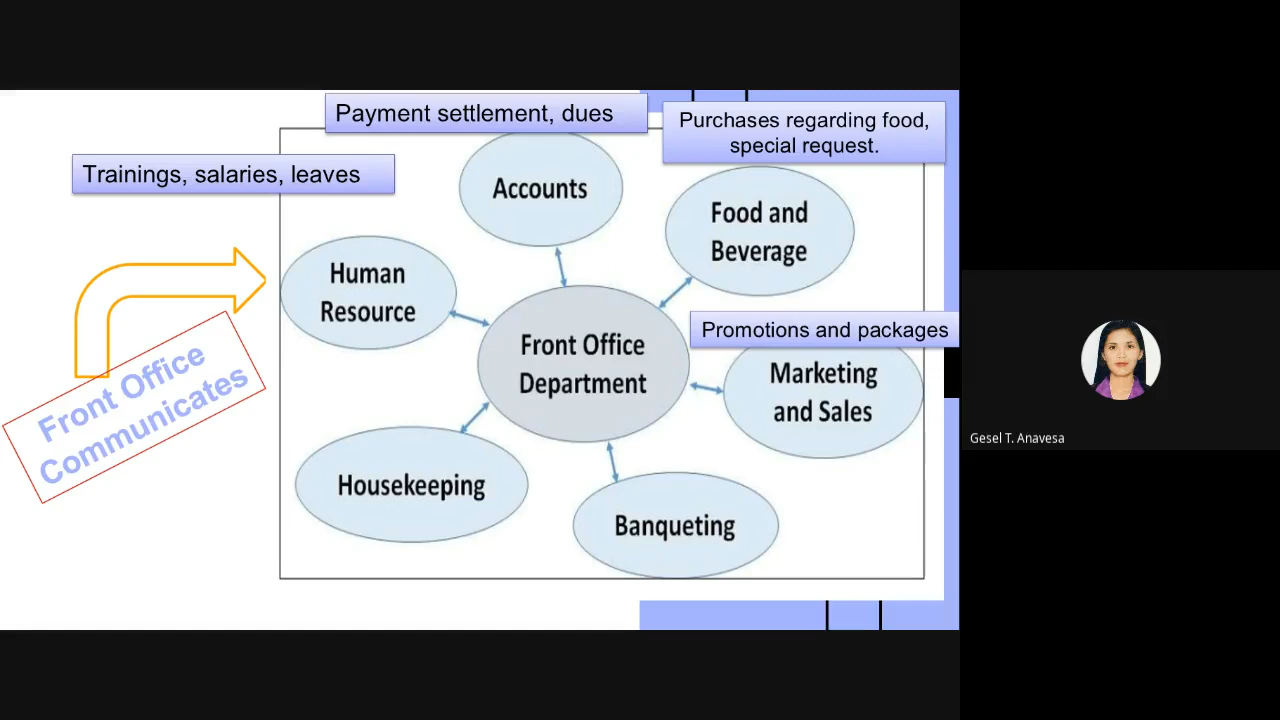 Payment settlement, dues
Purchases regarding food,
special request.
Trainings, salaries, leaves
Accounts
Food and
Beverage
Human
Resource
Front Office
Department
Promotions and packages
Marketing
and Sales
Front Office
Communicates
Housekeeping
Banqueting
Gesel T. Anavesa